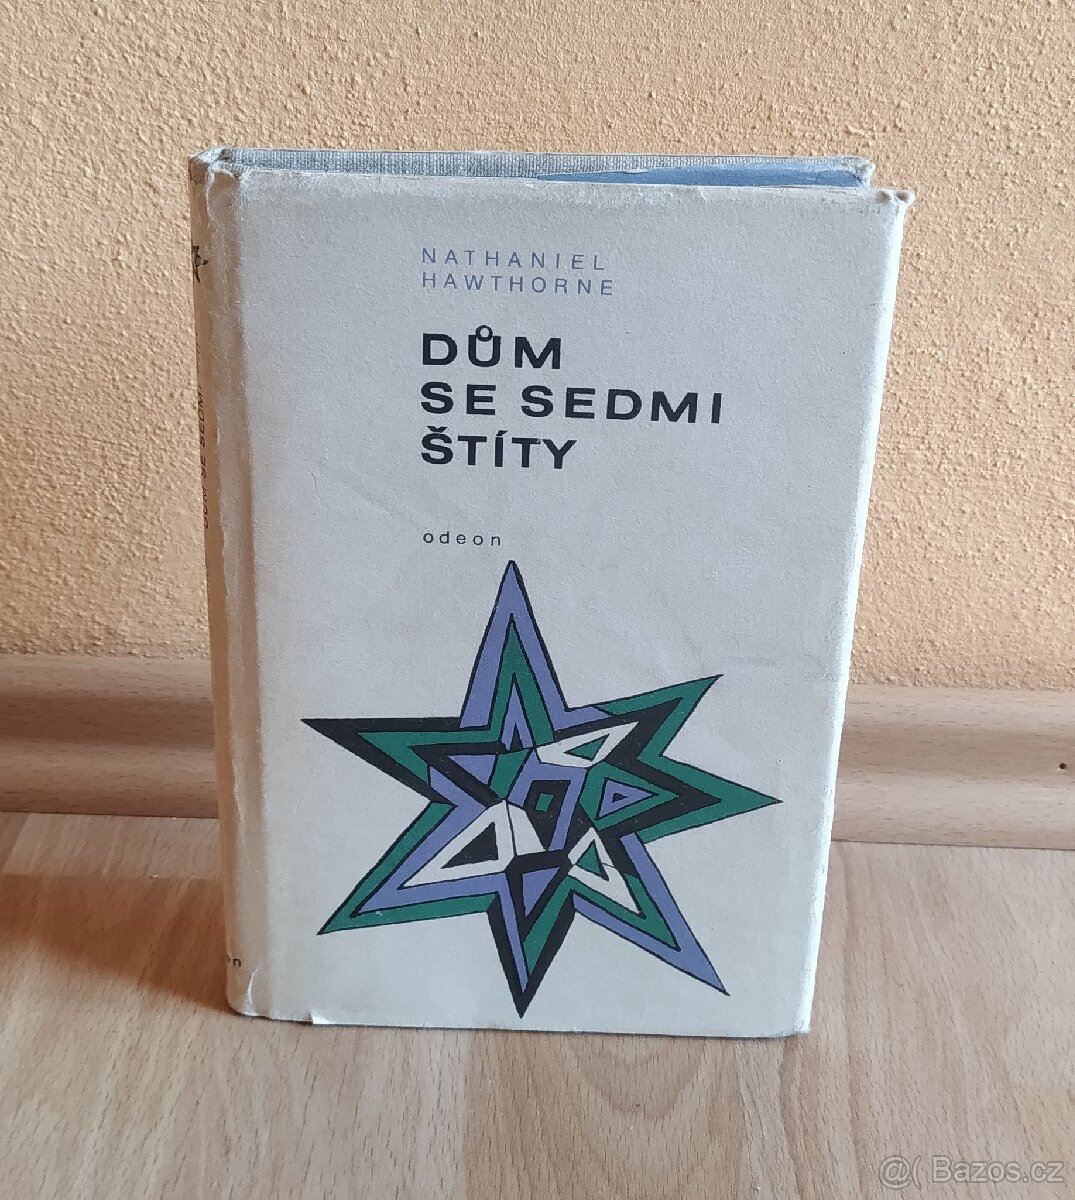 NATHANIEL
HAWTHORNE
DŮM
SE SEDMI
ŠTÍTY
odeon
@( Bazos.cz